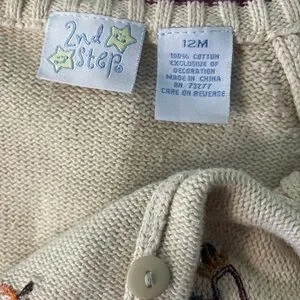 2nd
Step
12M
100% COTTON
EXCLUSIVE OF
DECORATION
MADE IN CHINA
RN 73277
CARE ON REVERSE